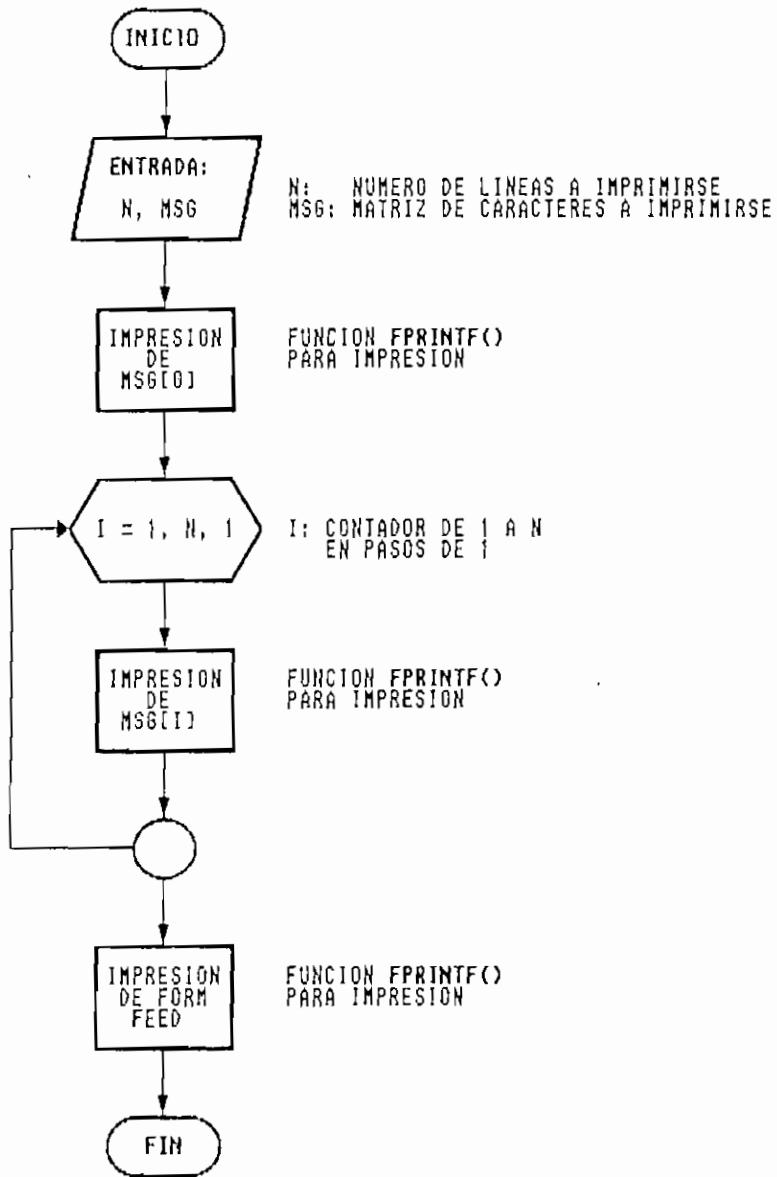 INICIO
ENTRADA:
N, MSG
N: NUMERO DE LINEAS A IMPRIMIRSE
MSG: MATRIZ DE CARACTERES A IMPRIMIRSE
IMPRESION
DE
MSG[0]
FUNCION FPRINTF()
PARA IMPRESION
I = 1, N, 1
I: CONTADOR DE 1 A N
EN PASOS DE 1
IMPRESION
DE
MSG[I]
FUNCION FPRINTF()
PARA IMPRESION
IMPRESION
DE FORM
FEED
FUNCION FPRINTF()
PARA IMPRESION
FIN